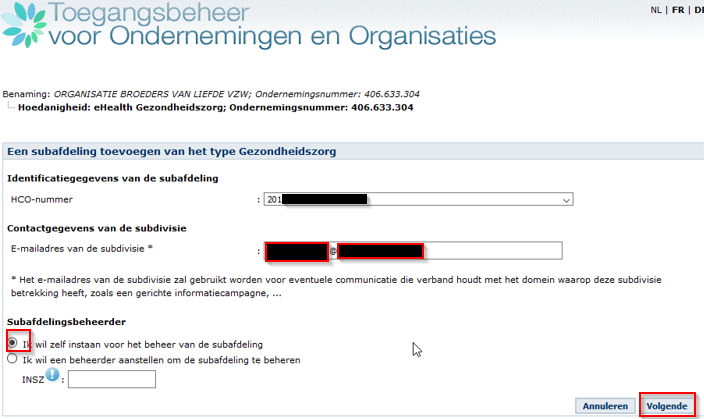 Toegangsbeheer
voor Ondernemingen en Organisaties
NL | FR | DE
Benaming: ORGANISATIE BROEDERS VAN LIEFDE VZW; Ondernemingsnummer: 406.633.304
Hoedanigheid: eHealth Gezondheidszorg; Ondernemingsnummer: 406.633.304
Een subafdeling toevoegen van het type Gezondheidszorg
Identificatiegegevens van de subafdeling
HCO-nummer : 201
Contactgegevens van de subdivisie
E-mailadres van de subdivisie * : @
* Het e-mailadres van de subdivisie zal gebruikt worden voor eventuele communicatie die verband houdt met het domein waarop deze subdivisie
betrekking heeft, zoals een gerichte informatiecampagne, ...
Subafdelingsbeheerder
Ik wil zelf instaan voor het beheer van de subafdeling
Ik wil een beheerder aanstellen om de subafdeling te beheren
INSZ :
Annuleren Volgende